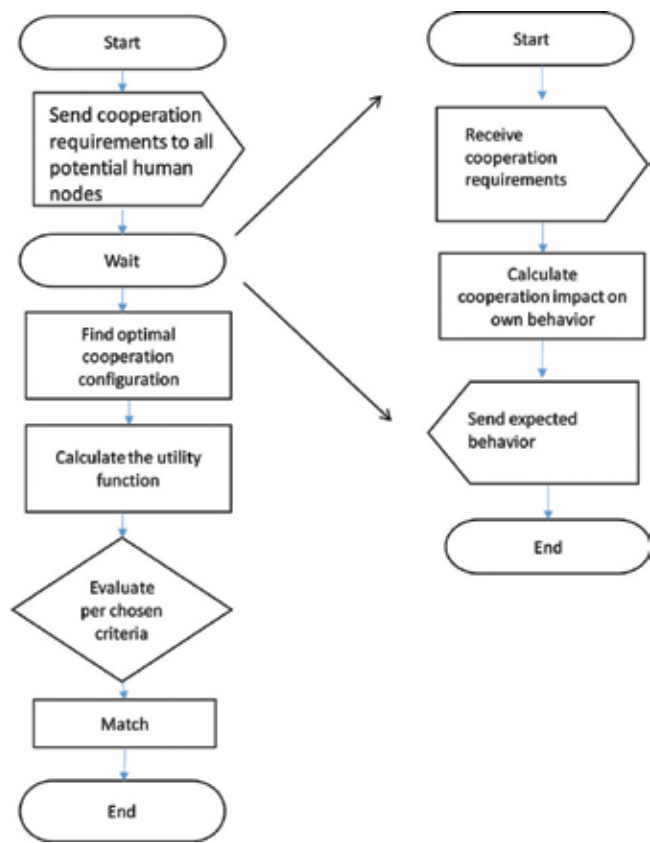 Start
Send cooperation
requirements to all
potential human
nodes
Wait
Find optimal
cooperation
configuration
Calculate the utility
function
Evaluate
per chosen
criteria
Match
End
Start
Receive
cooperation
requirements
Calculate
cooperation impact on
own behavior
Send expected
behavior
End